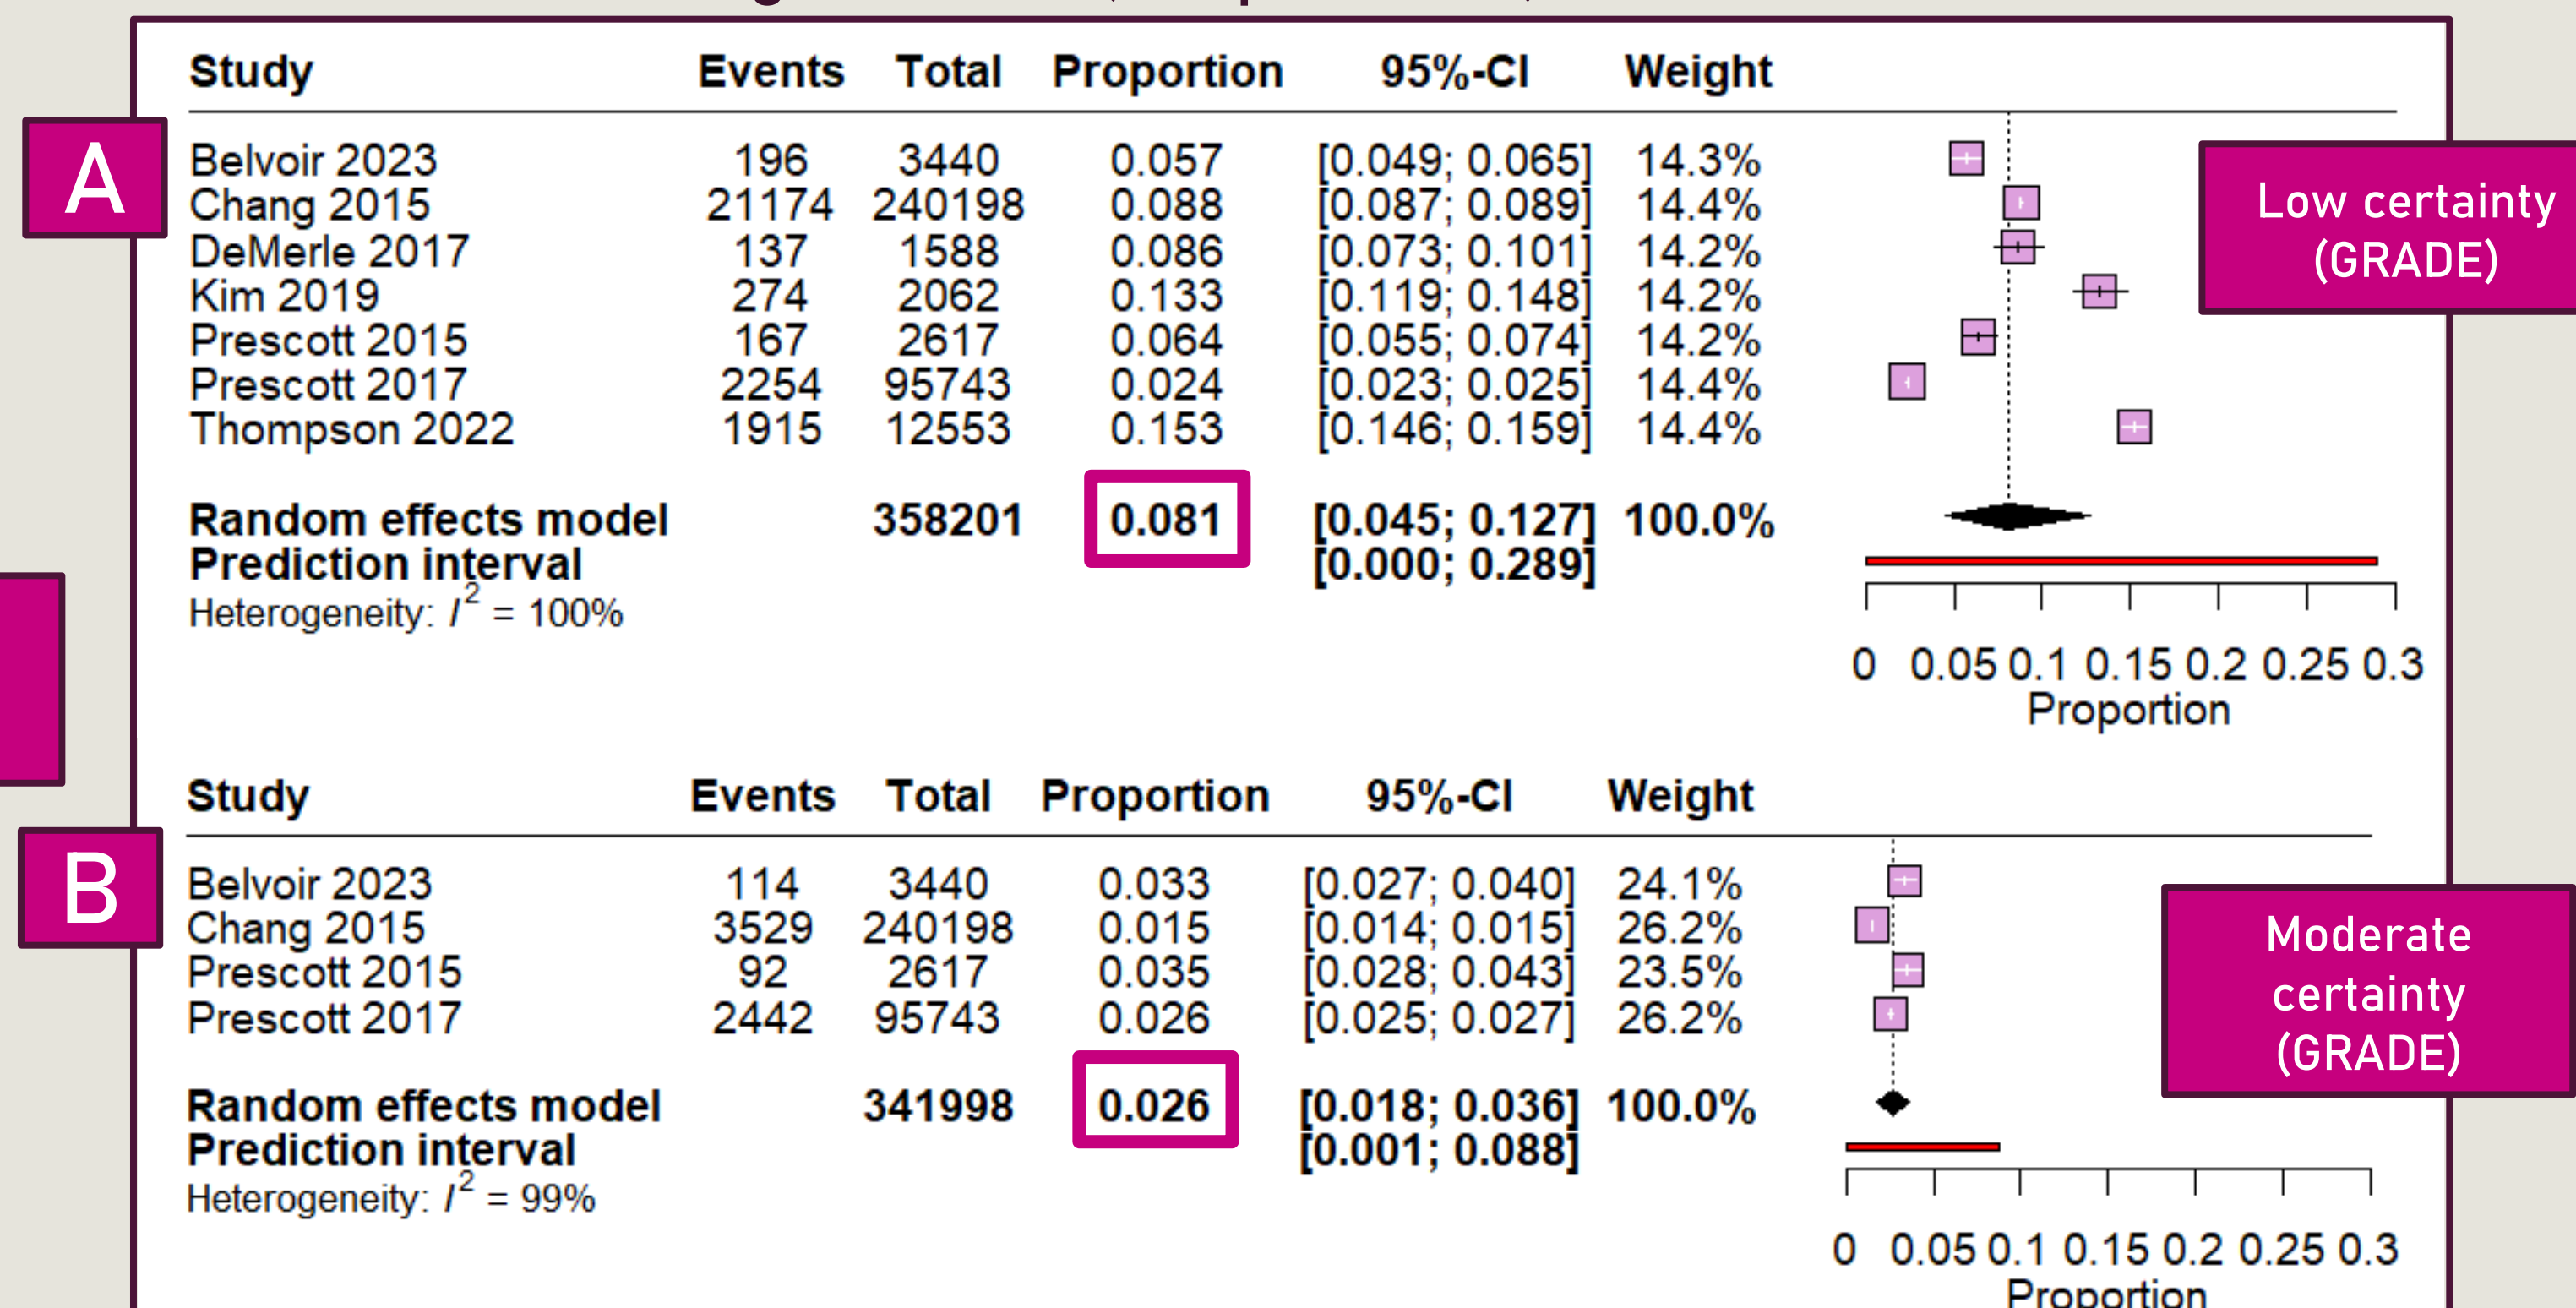 A
Study Events Total Proportion 95%-CI Weight
Belvoir 2023 196 3440 0.057 [0.049; 0.065] 14.3%
Chang 2015 21174 240198 0.088 [0.087; 0.089] 14.4%
DeMerle 2017 137 1588 0.086 [0.073; 0.101] 14.2%
Kim 2019 274 2062 0.133 [0.119; 0.148] 14.2%
Prescott 2015 167 2617 0.064 [0.055; 0.074] 14.2%
Prescott 2017 2254 95743 0.024 [0.023; 0.025] 14.4%
Thompson 2022 1915 12553 0.153 [0.146; 0.159] 14.4%
Random effects model 358201 0.081 [0.045; 0.127] 100.0%
Prediction interval [0.000; 0.289]
Heterogeneity: I² = 100%
0 0.05 0.1 0.15 0.2 0.25 0.3
Proportion
Low certainty
(GRADE)
B
Study Events Total Proportion 95%-CI Weight
Belvoir 2023 114 3440 0.033 [0.027; 0.040] 24.1%
Chang 2015 3529 240198 0.015 [0.014; 0.015] 26.2%
Prescott 2015 92 2617 0.035 [0.028; 0.043] 23.5%
Prescott 2017 2442 95743 0.026 [0.025; 0.027] 26.2%
Random effects model 341998 0.026 [0.018; 0.036] 100.0%
Prediction interval [0.001; 0.088]
Heterogeneity: I² = 99%
0 0.05 0.1 0.15 0.2 0.25 0.3
Proportion
Moderate
certainty
(GRADE)